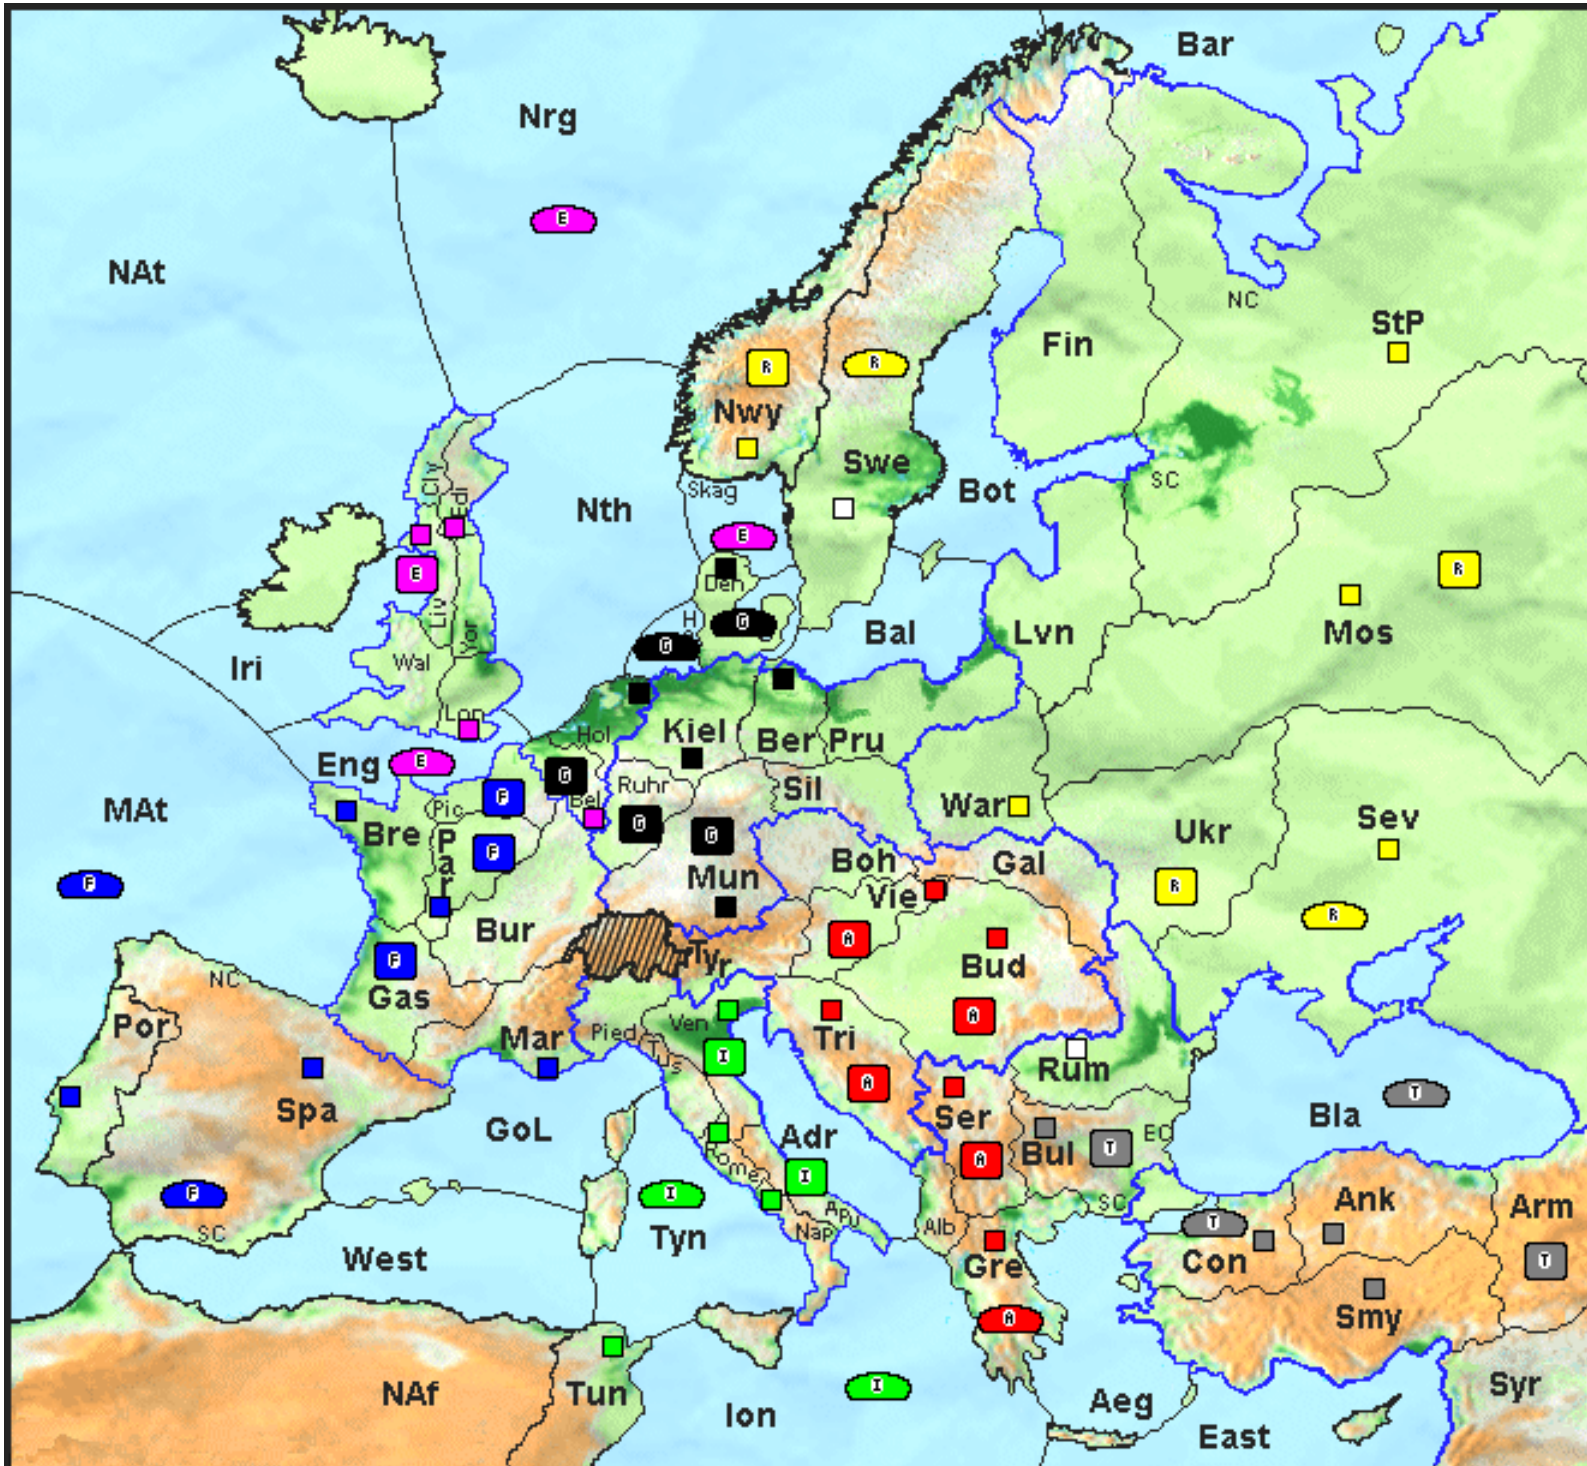 Bar
Nrg
E
NAt
NC
StP
Fin
R
R
Nwy
Swe
Cly
Edi
Skag
Nth
Bot
SC
E
E
R
Den
Liv
Yor
H
G
Bal
Lvn
Mos
Iri
Wal
G
Lon
Hol
Kiel
Ber
Pru
Eng
E
G
Ruhr
Sil
MAt
Pic
F
Bel
War
Bre
Par
F
G
G
Ukr
Sev
Boh
Gal
Vie
F
Mun
R
R
Bur
A
Tyr
Bud
F
Gas
NC
Por
Mar
Pied
Ven
Tri
A
Tus
I
Rum
Spa
A
Ser
T
GoL
Adr
Bla
EC
Bul
T
Rome
A
F
I
I
Ank
Arm
SC
Apu
SC
Tyn
Nap
Alb
T
West
Gre
Con
T
Smy
A
NAf
Tun
I
Syr
Ion
Aeg
East